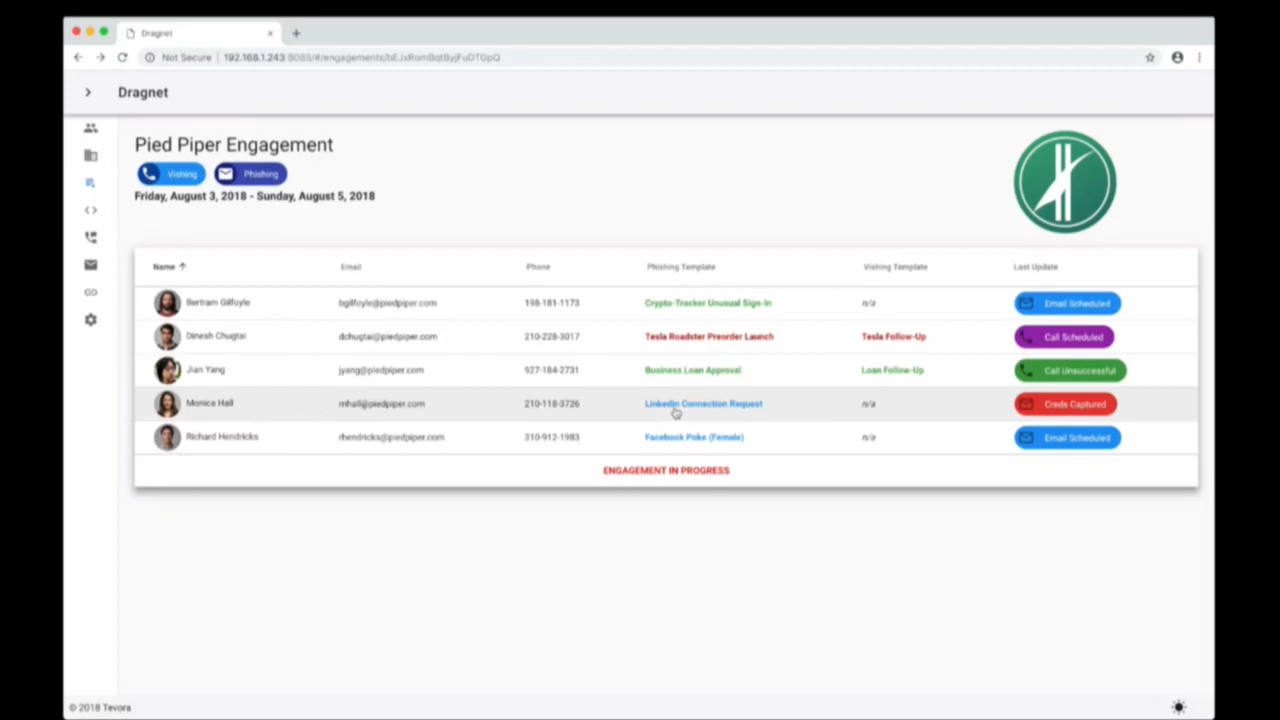 Dragnet
Not Secure | 192.168.1.243:8085/#/engagements/bEJxRomBqtByjFuDTGpQ
Dragnet
Pied Piper Engagement
Vishing Phishing
Friday, August 3, 2018 - Sunday, August 5, 2018
Name Email Phone Phishing Template Vishing Template Last Update
Bertram Gilfoyle bgilfoyle@piedpiper.com 198-181-1173 Crypto-Tracker Unusual Sign-In n/a Email Scheduled
Dinesh Chugtai dchugtai@piedpiper.com 210-228-3017 Tesla Roadster Preorder Launch Tesla Follow-Up Call Scheduled
Jian Yang jyang@piedpiper.com 927-184-2731 Business Loan Approval Loan Follow-Up Call Unsuccessful
Monica Hall mhall@piedpiper.com 210-118-3726 LinkedIn Connection Request n/a Creds Captured
Richard Hendricks rhendricks@piedpiper.com 310-912-1983 Facebook Poke (Female) n/a Email Scheduled
ENGAGEMENT IN PROGRESS
© 2018 Tevora